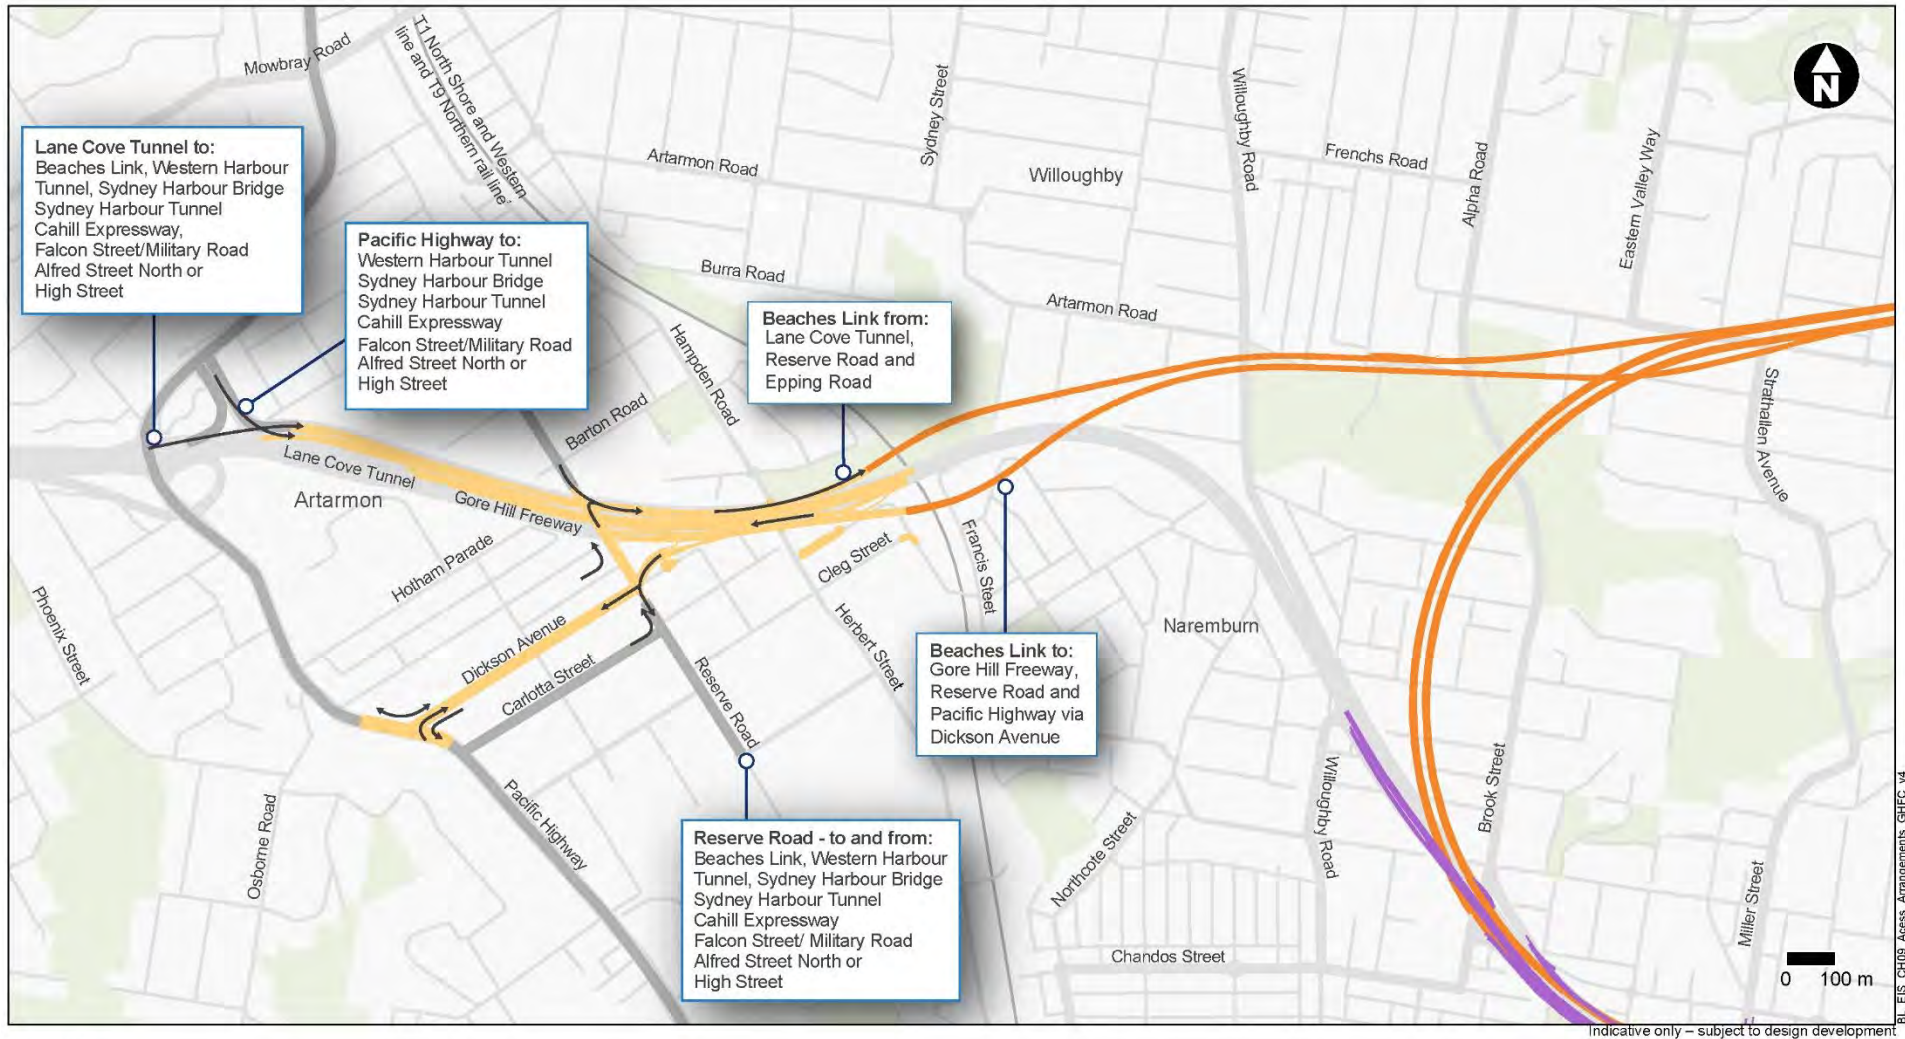 Mowbray Road
T1 North Shore and Western
line and T9 Northern rail line'
Sydney Street
Willoughby Road
Artarmon Road
Willoughby
Frenchs Road
Alpha Road
Eastern Valley Way
N
Lane Cove Tunnel to:
Beaches Link, Western Harbour
Tunnel, Sydney Harbour Bridge
Sydney Harbour Tunnel
Cahill Expressway,
Falcon Street/Military Road
Alfred Street North or
High Street
Pacific Highway to:
Western Harbour Tunnel
Sydney Harbour Bridge
Sydney Harbour Tunnel
Cahill Expressway
Falcon Street/Military Road
Alfred Street North or
High Street
Burra Road
Artarmon Road
Hampden Road
Beaches Link from:
Lane Cove Tunnel,
Reserve Road and
Epping Road
Barton Road
Strathallen Avenue
Lane Cove Tunnel
Artarmon
Gore Hill Freeway
Hotham Parade
Cleg Street
Francis Steet
Phoenix Street
Herbert Street
Naremburn
Dickson Avenue
Carlotta Street
Reserve Road
Beaches Link to:
Gore Hill Freeway,
Reserve Road and
Pacific Highway via
Dickson Avenue
Pacific Highway
Osborne Road
Willoughby Road
Brook Street
Northcote Street
Miller Street
Reserve Road - to and from:
Beaches Link, Western Harbour
Tunnel, Sydney Harbour Bridge
Sydney Harbour Tunnel
Cahill Expressway
Falcon Street/ Military Road
Alfred Street North or
High Street
Chandos Street
0 100 m
BL_EIS_CH09_Acess_Arrangements_GHFC_v4
Indicative only – subject to design development